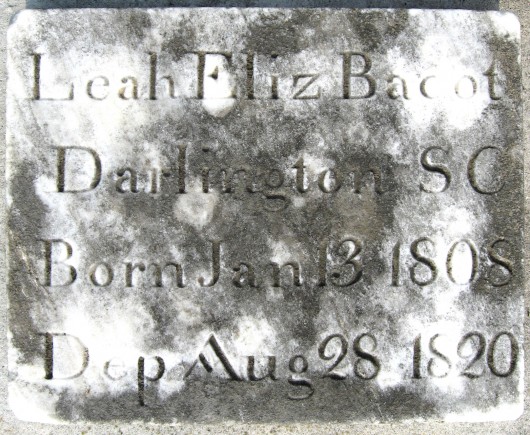 Leah Eliz Bacot
Darlington SC
Born Jan 13 1808
Dep Aug 28 1820